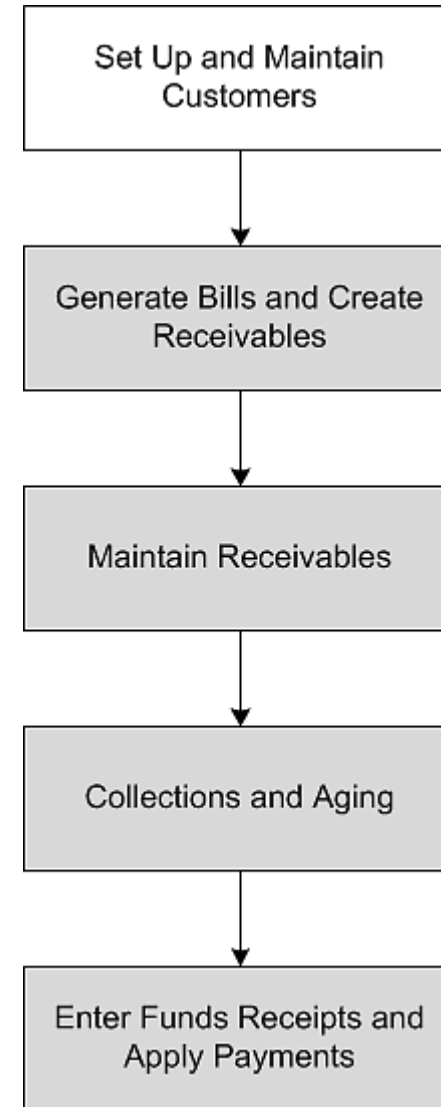 Set Up and Maintain
Customers
Generate Bills and Create
Receivables
Maintain Receivables
Collections and Aging
Enter Funds Receipts and
Apply Payments